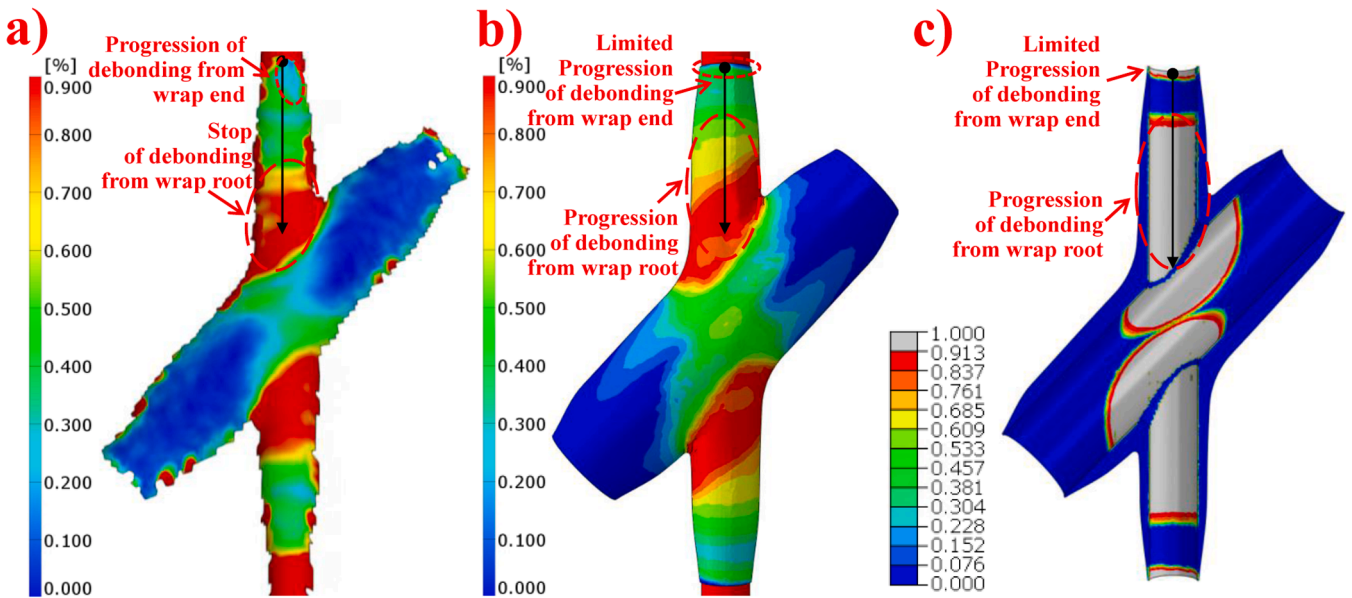 a)
Progression of
debonding from
wrap end
Stop
of debonding
from wrap root
[%]
0.900
0.800
0.700
0.600
0.500
0.400
0.300
0.200
0.100
0.000
b)
Limited
Progression
of debonding
from wrap end
Progression
of debonding
from wrap root
[%]
0.900
0.800
0.700
0.600
0.500
0.400
0.300
0.200
0.100
0.000
c)
Limited
Progression
of debonding
from wrap end
Progression
of debonding
from wrap root
1.000
0.913
0.837
0.761
0.685
0.609
0.533
0.457
0.381
0.304
0.228
0.152
0.076
0.000